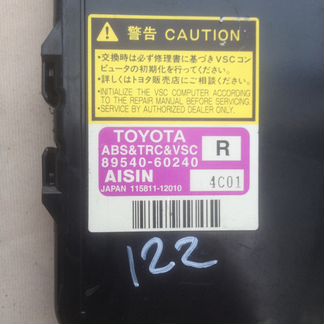 警告 CAUTION
・交換時は必ず修理書に基づきVSCコン
ピュータの初期化を行ってください。
・詳しくはトヨタ販売店にご相談ください。
・INITIALIZE THE VSC COMPUTER ACCORDING
TO THE REPAIR MANUAL BEFORE SERVICING.
・SERVICE BY AUTHORIZED DEALER ONLY.
TOYOTA
ABS&TRC&VSC
89540-60240
R
AISIN
4C01
JAPAN 115811-12010
122